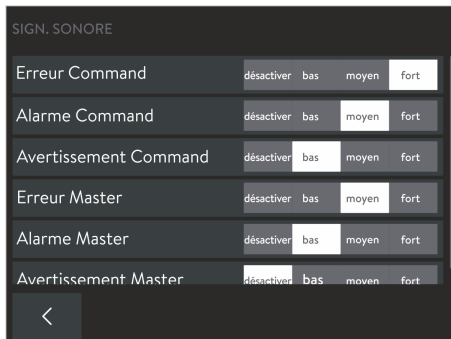 SIGN. SONORE
Erreur Command désactiver bas moyen fort
Alarme Command désactiver bas moyen fort
Avertissement Command désactiver bas moyen fort
Erreur Master désactiver bas moyen fort
Alarme Master désactiver bas moyen fort
Avertissement Master désactiver bas moyen fort